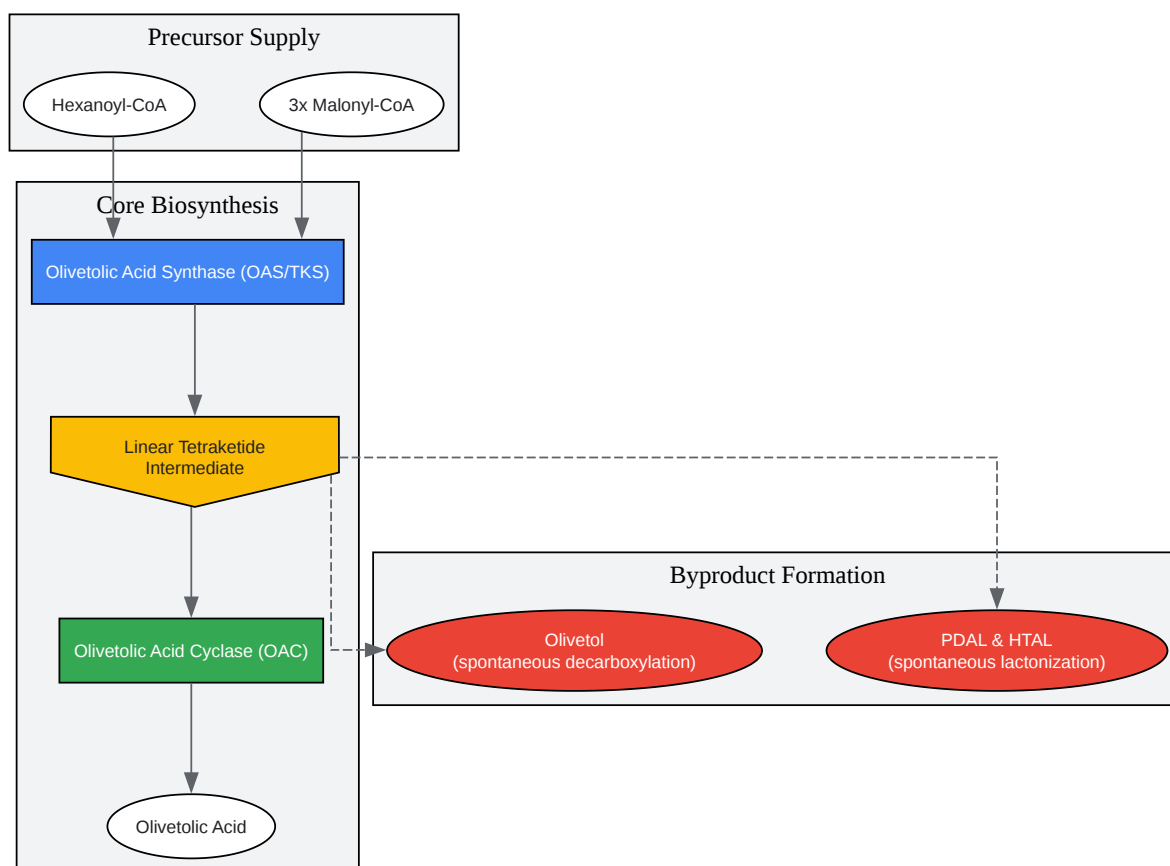 Precursor Supply
Hexanoyl-CoA
3x Malonyl-CoA
Core Biosynthesis
Olivetolic Acid Synthase (OAS/TKS)
Linear Tetraketide
Intermediate
Byproduct Formation
Olivetolic Acid Cyclase (OAC)
Olivetol
(spontaneous decarboxylation)
PDAL & HTAL
(spontaneous lactonization)
Olivetolic Acid